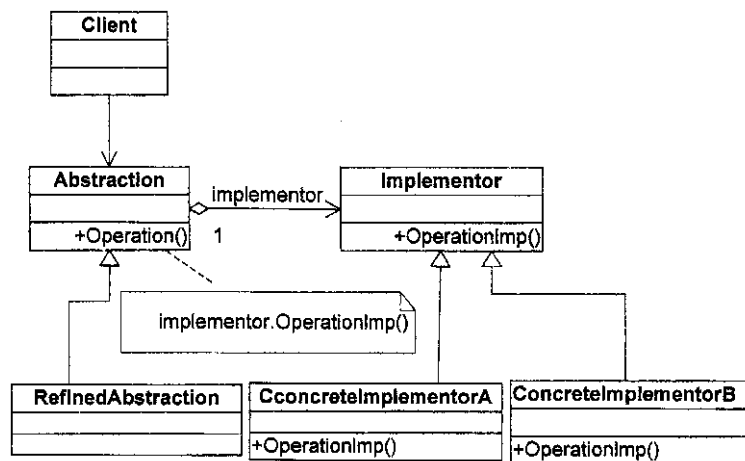 Client
Abstraction
+Operation()
implementor
1
Implementor
+OperationImp()
implementor.OperationImp()
RefinedAbstraction
CconcreteImplementorA
+OperationImp()
ConcreteImplementorB
+OperationImp()